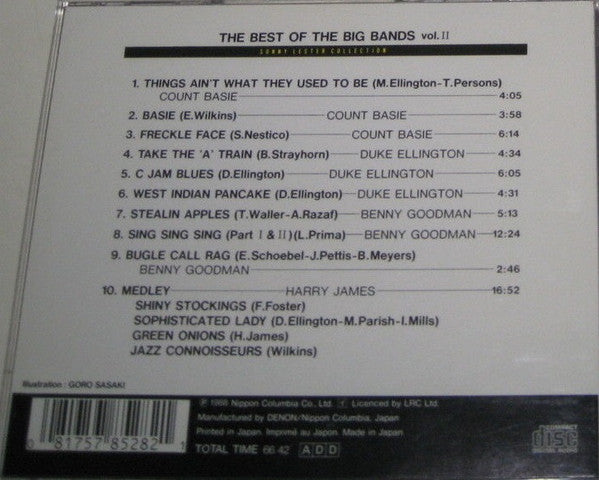 THE BEST OF THE BIG BANDS vol.II
SONNY LESTER COLLECTION
1. THINGS AIN'T WHAT THEY USED TO BE (M.Ellington-T.Persons)
COUNT BASIE 4:05
2. BASIE (E.Wilkins) COUNT BASIE 3:58
3. FRECKLE FACE (S.Nestico) COUNT BASIE 6:14
4. TAKE THE 'A' TRAIN (B.Strayhorn) DUKE ELLINGTON 4:34
5. C JAM BLUES (D.Ellington) DUKE ELLINGTON 6:05
6. WEST INDIAN PANCAKE (D.Ellington) DUKE ELLINGTON 4:31
7. STEALIN APPLES (T.Waller-A.Razaf) BENNY GOODMAN 5:13
8. SING SING SING (Part I & II)(L.Prima) BENNY GOODMAN 12:24
9. BUGLE CALL RAG (E.Schoebel-J.Pettis-B.Meyers)
BENNY GOODMAN 2:46
10. MEDLEY HARRY JAMES 16:52
SHINY STOCKINGS (F.Foster)
SOPHISTICATED LADY (D.Ellington-M.Parish-I.Mills)
GREEN ONIONS (H.James)
JAZZ CONNOISSEURS (Wilkins)
Illustration : GORO SASAKI
℗ 1988 Nippon Columbia Co., Ltd. Licenced by LRC Ltd.
Manufactured by DENON/Nippon Columbia, Japan
Printed in Japan. Imprimé au Japan. Made in Japan
TOTAL TIME 66.42 A D D
0 81757 85282 1
COMPACT
disc
DIGITAL AUDIO